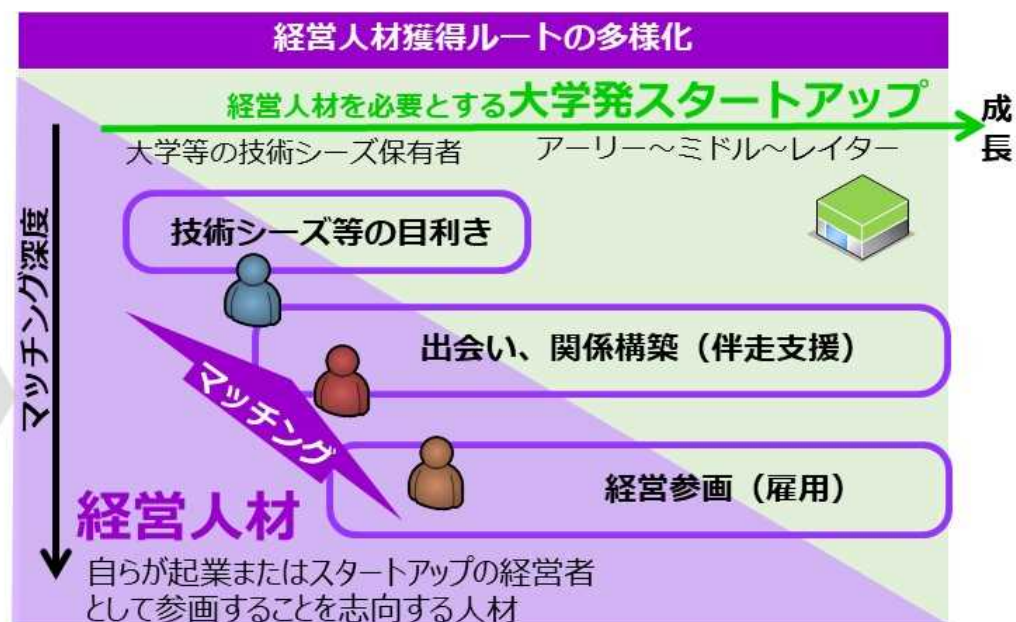 経営人材獲得ルートの多様化
経営人材を必要とする大学発スタートアップ
成長
大学等の技術シーズ保有者
アーリー～ミドル～レイター
マッチング深度
技術シーズ等の目利き
出会い、関係構築（伴走支援）
マッチング
経営参画（雇用）
経営人材
自らが起業またはスタートアップの経営者
として参画することを志向する人材